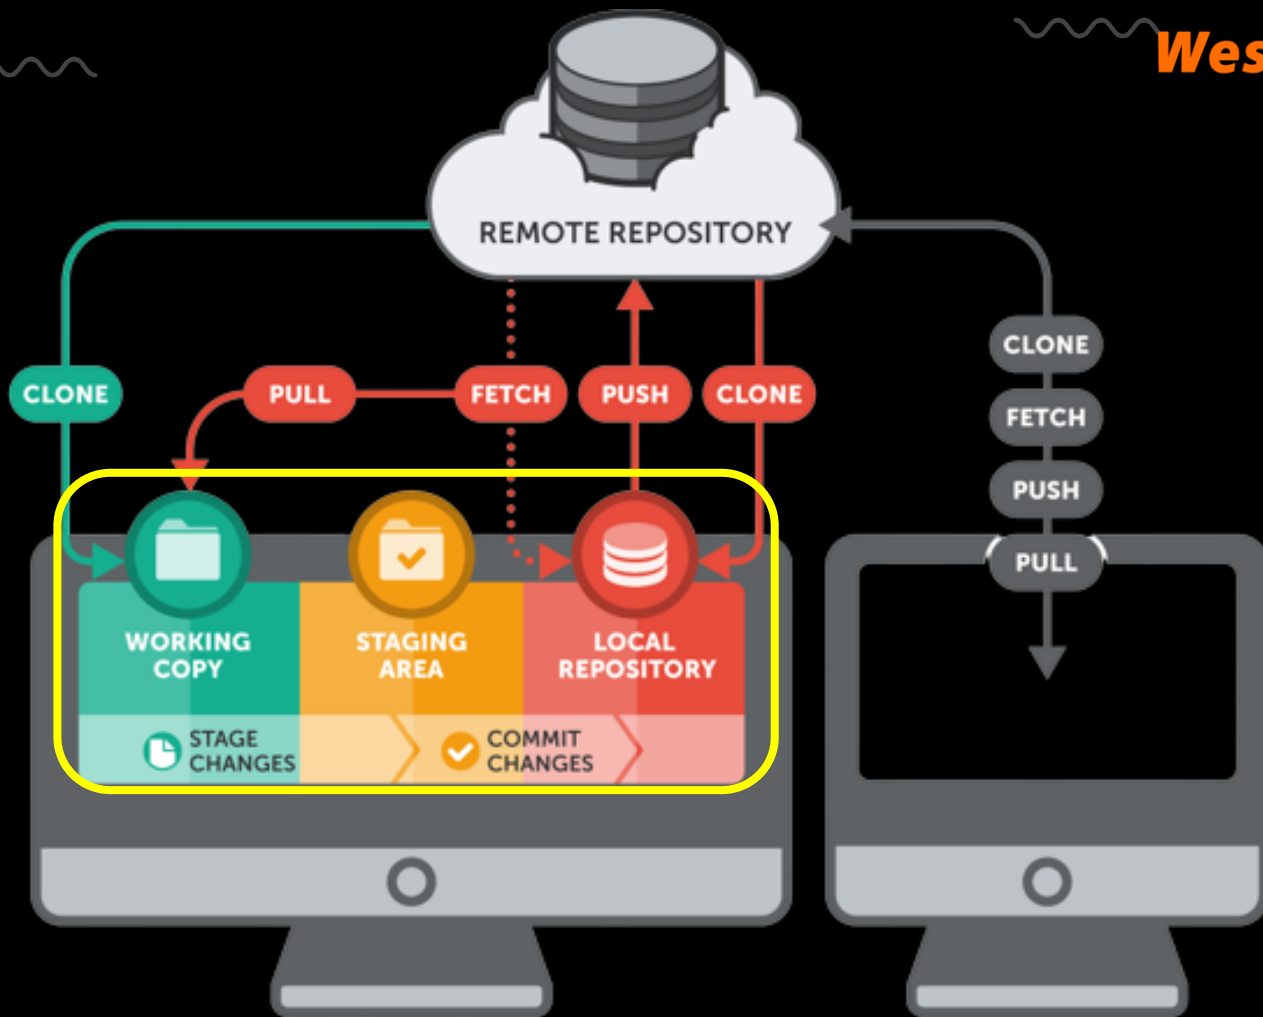 Wes
REMOTE REPOSITORY
CLONE
PULL
FETCH
PUSH
CLONE
CLONE
FETCH
PUSH
PULL
WORKING
COPY
STAGING
AREA
LOCAL
REPOSITORY
STAGE
CHANGES
COMMIT
CHANGES